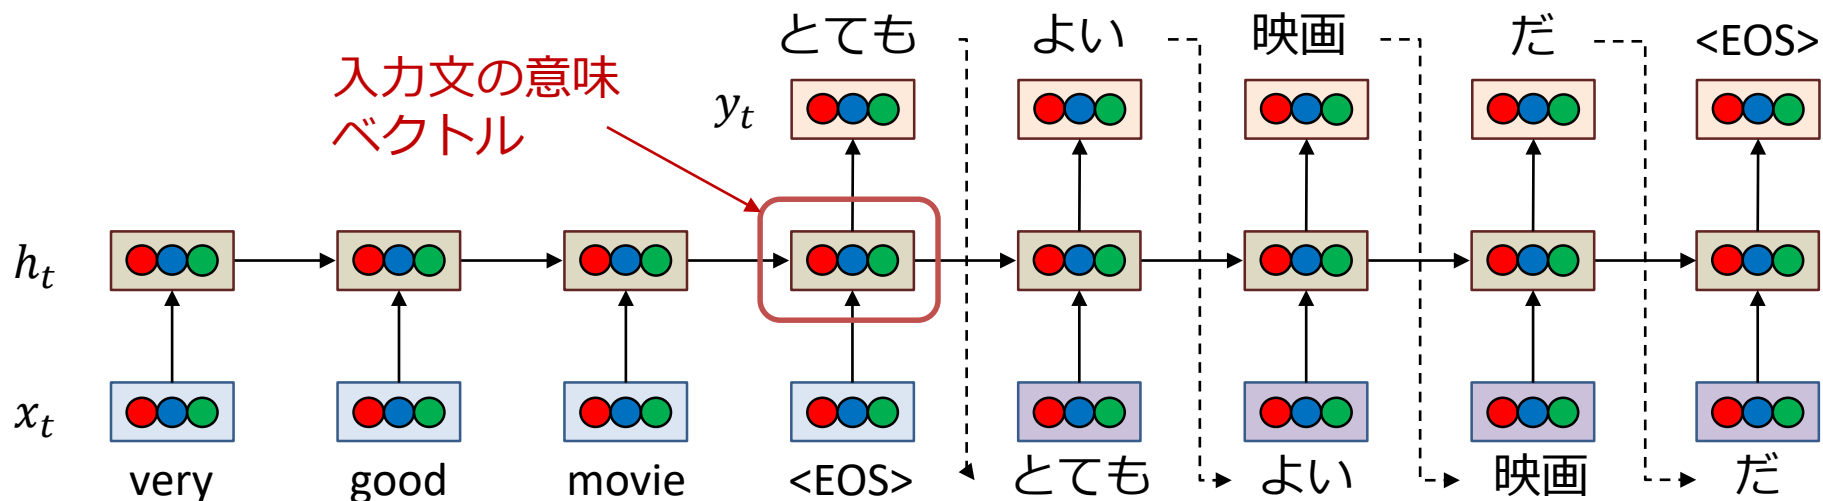 とても よい 映画 だ <EOS>
入力文の意味
ベクトル
y_t
h_t
x_t
very good movie <EOS> とても よい 映画 だ